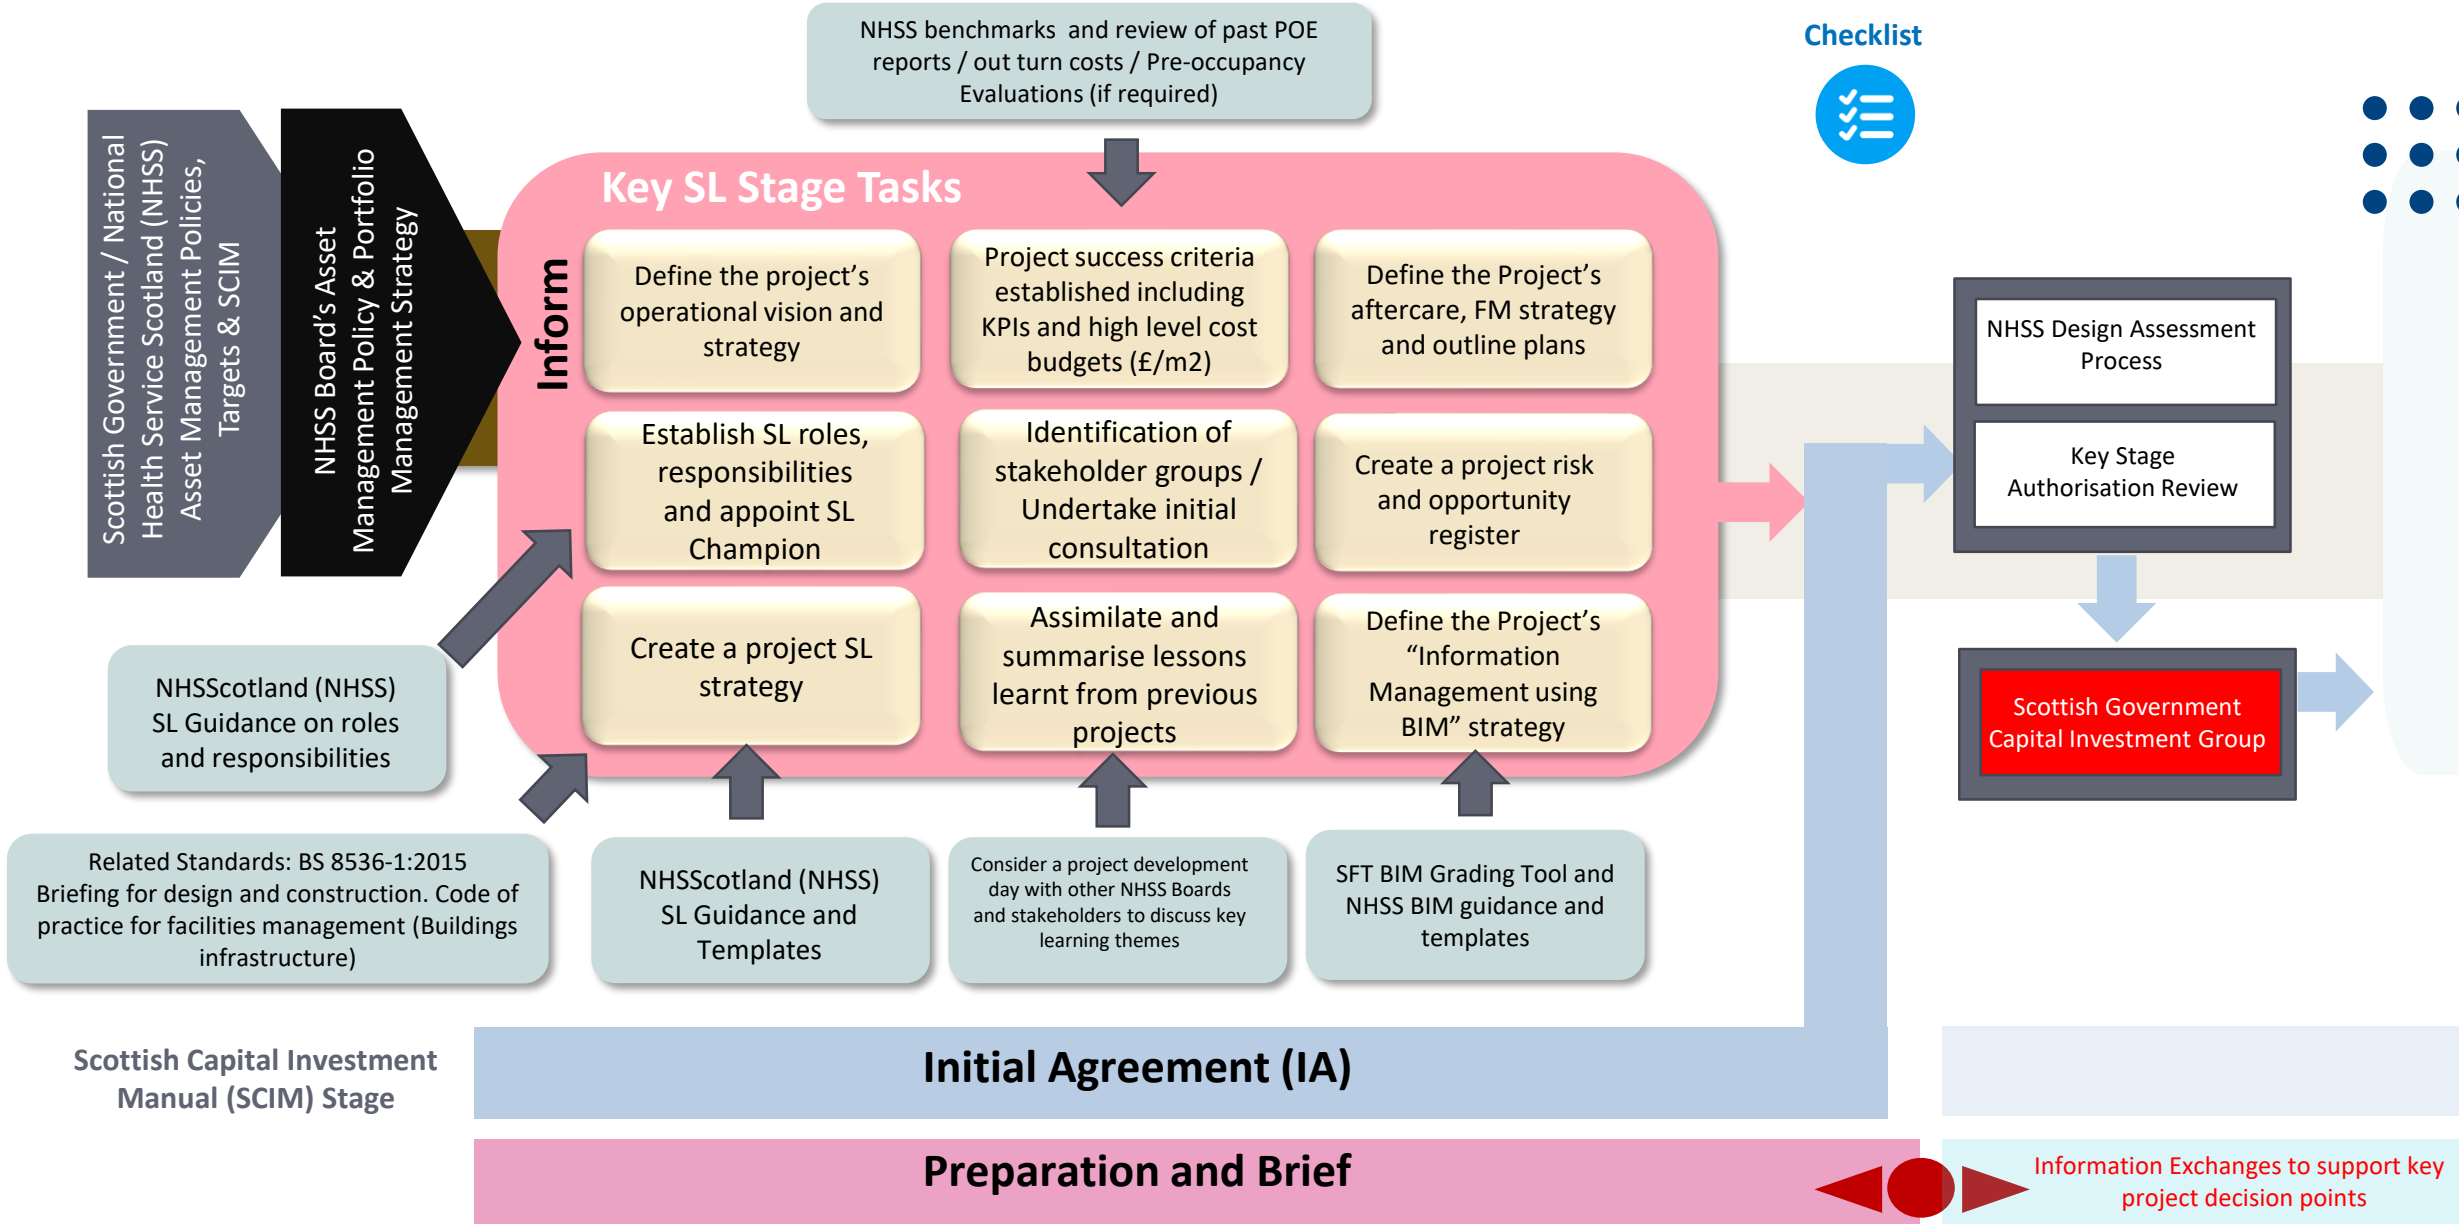 NHSS benchmarks  and review of past POE
reports / out turn costs / Pre-occupancy
Evaluations (if required)
Checklist
Scottish Government / National
Health Service Scotland (NHSS)
Asset Management Policies,
Targets & SCIM
NHSS Board’s Asset
Management Policy & Portfolio
Management Strategy
Key SL Stage Tasks
Inform
Define the project’s
operational vision and
strategy
Project success criteria
established including
KPIs and high level cost
budgets (£/m2)
Define the Project’s
aftercare, FM strategy
and outline plans
Establish SL roles,
responsibilities
and appoint SL
Champion
Identification of
stakeholder groups /
Undertake initial
consultation
Create a project risk
and opportunity
register
Create a project SL
strategy
Assimilate and
summarise lessons
learnt from previous
projects
Define the Project’s
“Information
Management using
BIM” strategy
NHSS Design Assessment
Process
Key Stage
Authorisation Review
Scottish Government
Capital Investment Group
NHSScotland (NHSS)
SL Guidance on roles
and responsibilities
Related Standards: BS 8536-1:2015
Briefing for design and construction. Code of
practice for facilities management (Buildings
infrastructure)
NHSScotland (NHSS)
SL Guidance and
Templates
Consider a project development
day with other NHSS Boards
and stakeholders to discuss key
learning themes
SFT BIM Grading Tool and
NHSS BIM guidance and
templates
Scottish Capital Investment
Manual (SCIM) Stage
Initial Agreement (IA)
Preparation and Brief
Information Exchanges to support key
project decision points